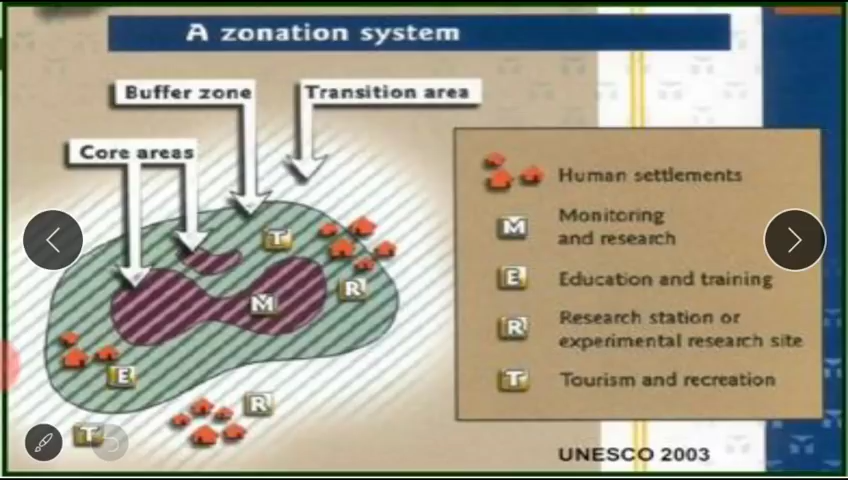 A zonation system
Buffer zone
Transition area
Core areas
Human settlements
M
Monitoring
and research
E
Education and training
R
Research station or
experimental research site
T
Tourism and recreation
T
R
M
E
R
T
UNESCO 2003